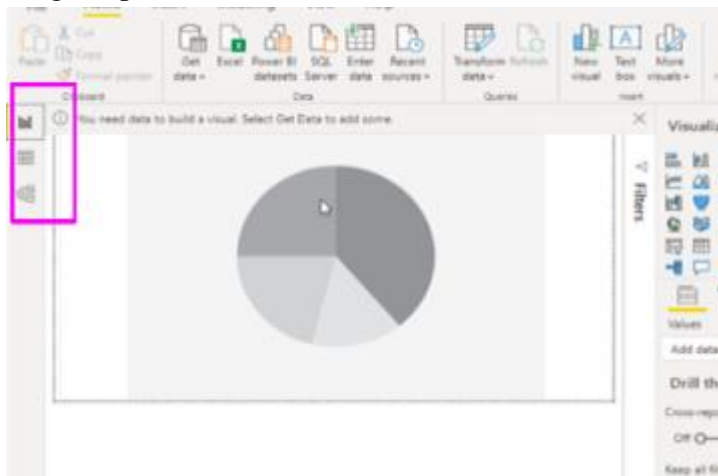 Paste
Cut
Copy
Format painter
Clipboard
Get data
Excel
Power BI datasets
SQL Server
Enter data
Recent sources
Data
Transform data
Refresh
Queries
New visual
Text box
More visuals
Insert
You need data to build a visual. Select Get Data to add some.
Filters
Values
Add data
Drill th
Cross-repo
Off
Keep all fi